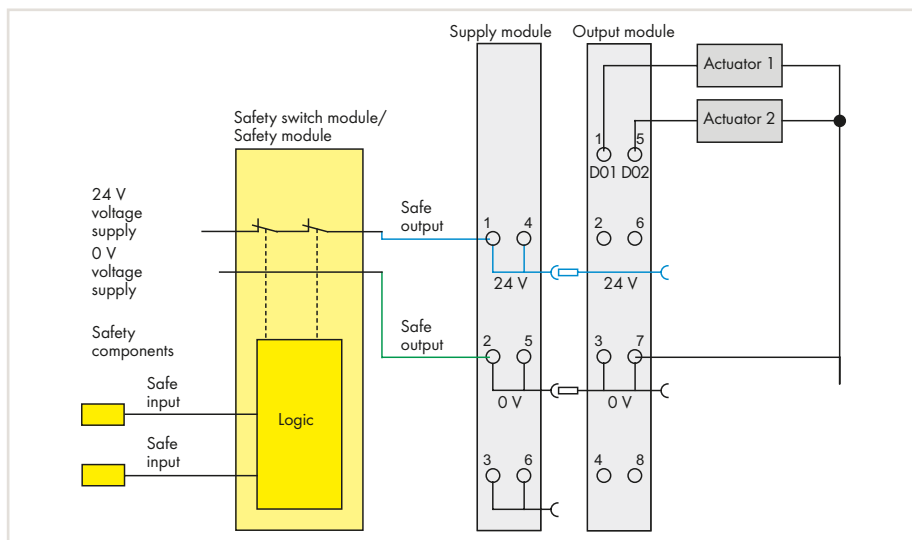 Supply module
Output module
Actuator 1
Actuator 2
Safety switch module/
Safety module
1
5
D01
D02
24 V
voltage
supply
Safe
output
1
4
2
6
0 V
voltage
supply
24 V
24 V
Safety
components
Safe
output
2
5
3
7
Safe
input
0 V
0 V
Logic
Safe
input
3
6
4
8